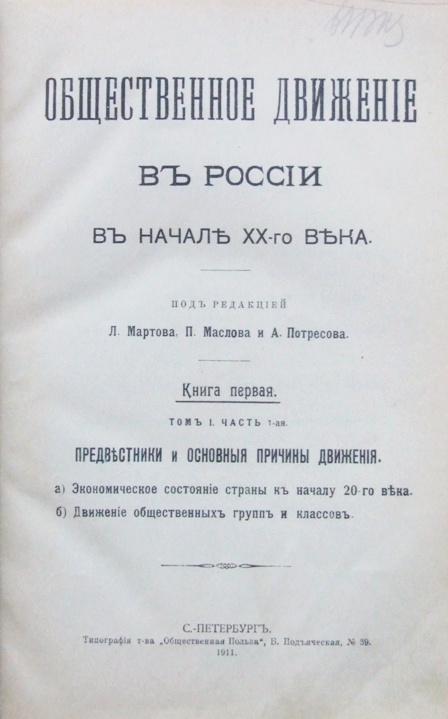 ОБЩЕСТВЕННОЕ ДВИЖЕНІЕ
ВЪ РОССІИ
ВЪ НАЧАЛѢ XX-го ВѢКА.
ПОДЪ РЕДАКЦІЕЙ
Л. Мартова, П. Маслова и А. Потресова.
Книга первая.
ТОМЪ I. ЧАСТЬ 1-ая.
ПРЕДВѢСТНИКИ и ОСНОВНЫЯ ПРИЧИНЫ ДВИЖЕНІЯ.
а) Экономическое состояніе страны къ началу 20-го вѣка.
б) Движеніе общественныхъ группъ и классовъ.
С.-ПЕТЕРБУРГЪ.
Типографія т-ва „Общественная Польза“, Б. Подъяческая, № 39.
1911.